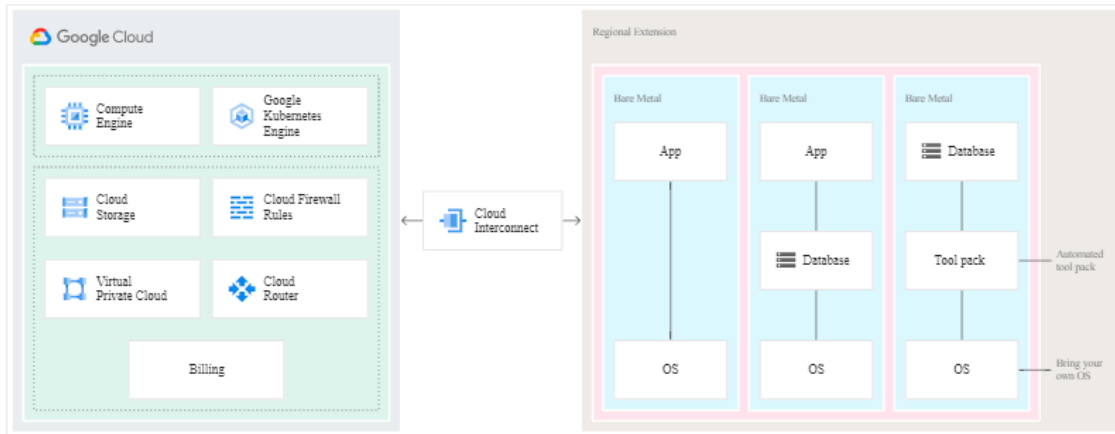 Google Cloud
Compute
Engine
Google
Kubernetes
Engine
Cloud
Storage
Cloud Firewall
Rules
Virtual
Private Cloud
Cloud
Router
Billing
Cloud
Interconnect
Regional Extension
Bare Metal
App
OS
Bare Metal
App
Database
OS
Bare Metal
Database
Tool pack
OS
Automated
tool pack
Bring your
own OS